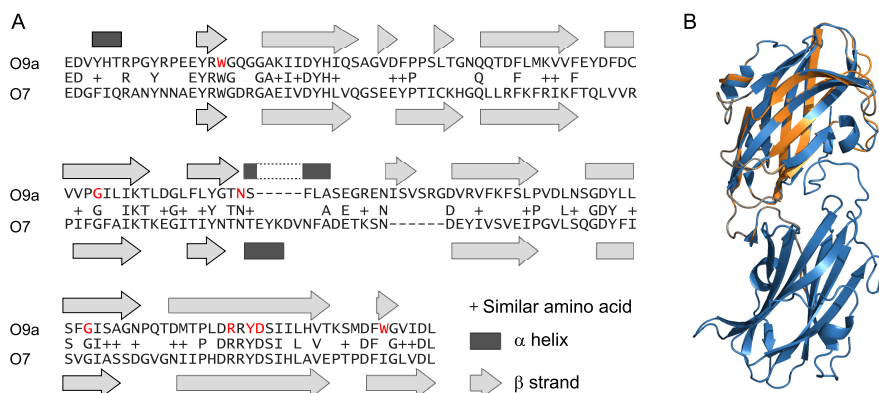 A
B
O9a EDVYHTRPGYRPEEYRWGQGGAKIIDYHIQSAGVDFPPSLTGNQQTDFLMKVVFEYDFDC
ED + R Y EYRWG GA+I+DYH+ ++P Q F ++ F
O7 EDGFIQRANYNNAEYRWGDRGAEIVDYHLVQGSEEYPTICKHGQLLRFKFRIKFTQLVVR
O9a VVPGILIKTLDGLFLYGTNS-----FLASEGRENISVSRGDVRVFKFSLPVDLNSGDYLL
+ G IKT +G+ +Y TN A E + N D + +P L+ GDY +
O7 PIFGFAIKTKEGITIYNTNTEYKDVNFADETKSN------DEYIVSVEIPGVLSQGDYFI
O9a SFGISAGNPQTDMTPLDRRYDSIILHVTKSMDFWGVIDL
S GI++ + P DRRYDSI L V + DF G++DL
O7 SVGIASSDGVGNIIPHDRRYDSIHLAVEPTPDFIGLVDL
+ Similar amino acid
α helix
β strand